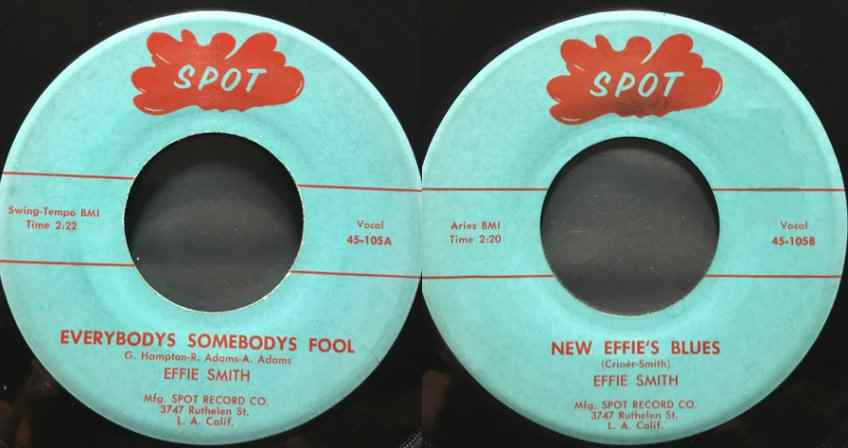 SPOT
Swing-Tempo BMI
Time 2:22
Vocal
45-105A
EVERYBODYS SOMEBODYS FOOL
G. Hampton-R. Adams-A. Adams
EFFIE SMITH
Mfg. SPOT RECORD CO.
3747 Ruthelen St.
L. A. Calif.
SPOT
Aries BMI
Time 2:20
Vocal
45-105B
NEW EFFIE'S BLUES
(Criner-Smith)
EFFIE SMITH
Mfg. SPOT RECORD CO.
3747 Ruthelen St.
L. A. Calif.